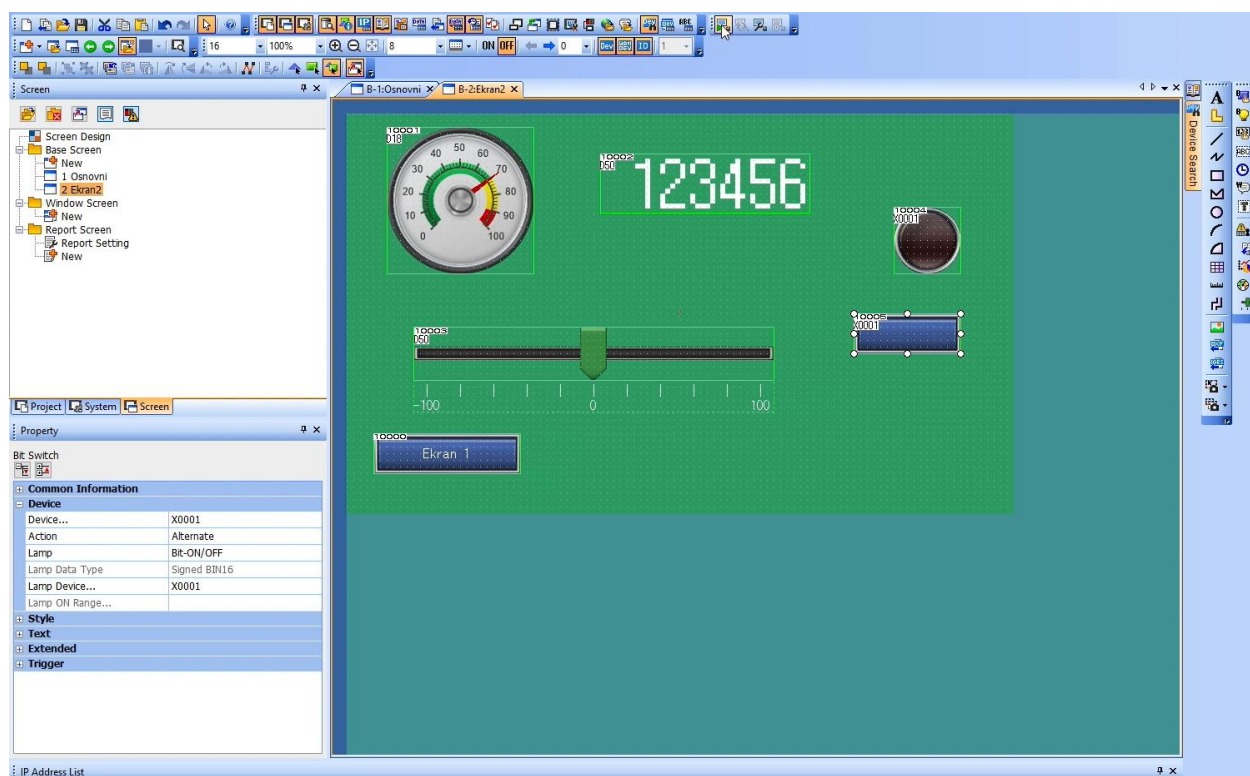 16
100%
8
ON OFF
0
Dev
ID
1
Screen
B-1:Osnovni
B-2:Ekran2
Screen Design
Base Screen
New
1 Osnovni
2 Ekran2
Window Screen
New
Report Screen
Report Setting
New
Project
System
Screen
Property
Bit Switch
Common Information
Device
Device... X0001
Action Alternate
Lamp Bit-ON/OFF
Lamp Data Type Signed BIN16
Lamp Device... X0001
Lamp ON Range...
Style
Text
Extended
Trigger
10001
D18
0 10 20 30 40 50 60 70 80 90 100
10002
D50
123456
10004
X0001
10005
X0001
10003
D50
-100 0 100
10000
Ekran 1
Device Search
A
IP Address List